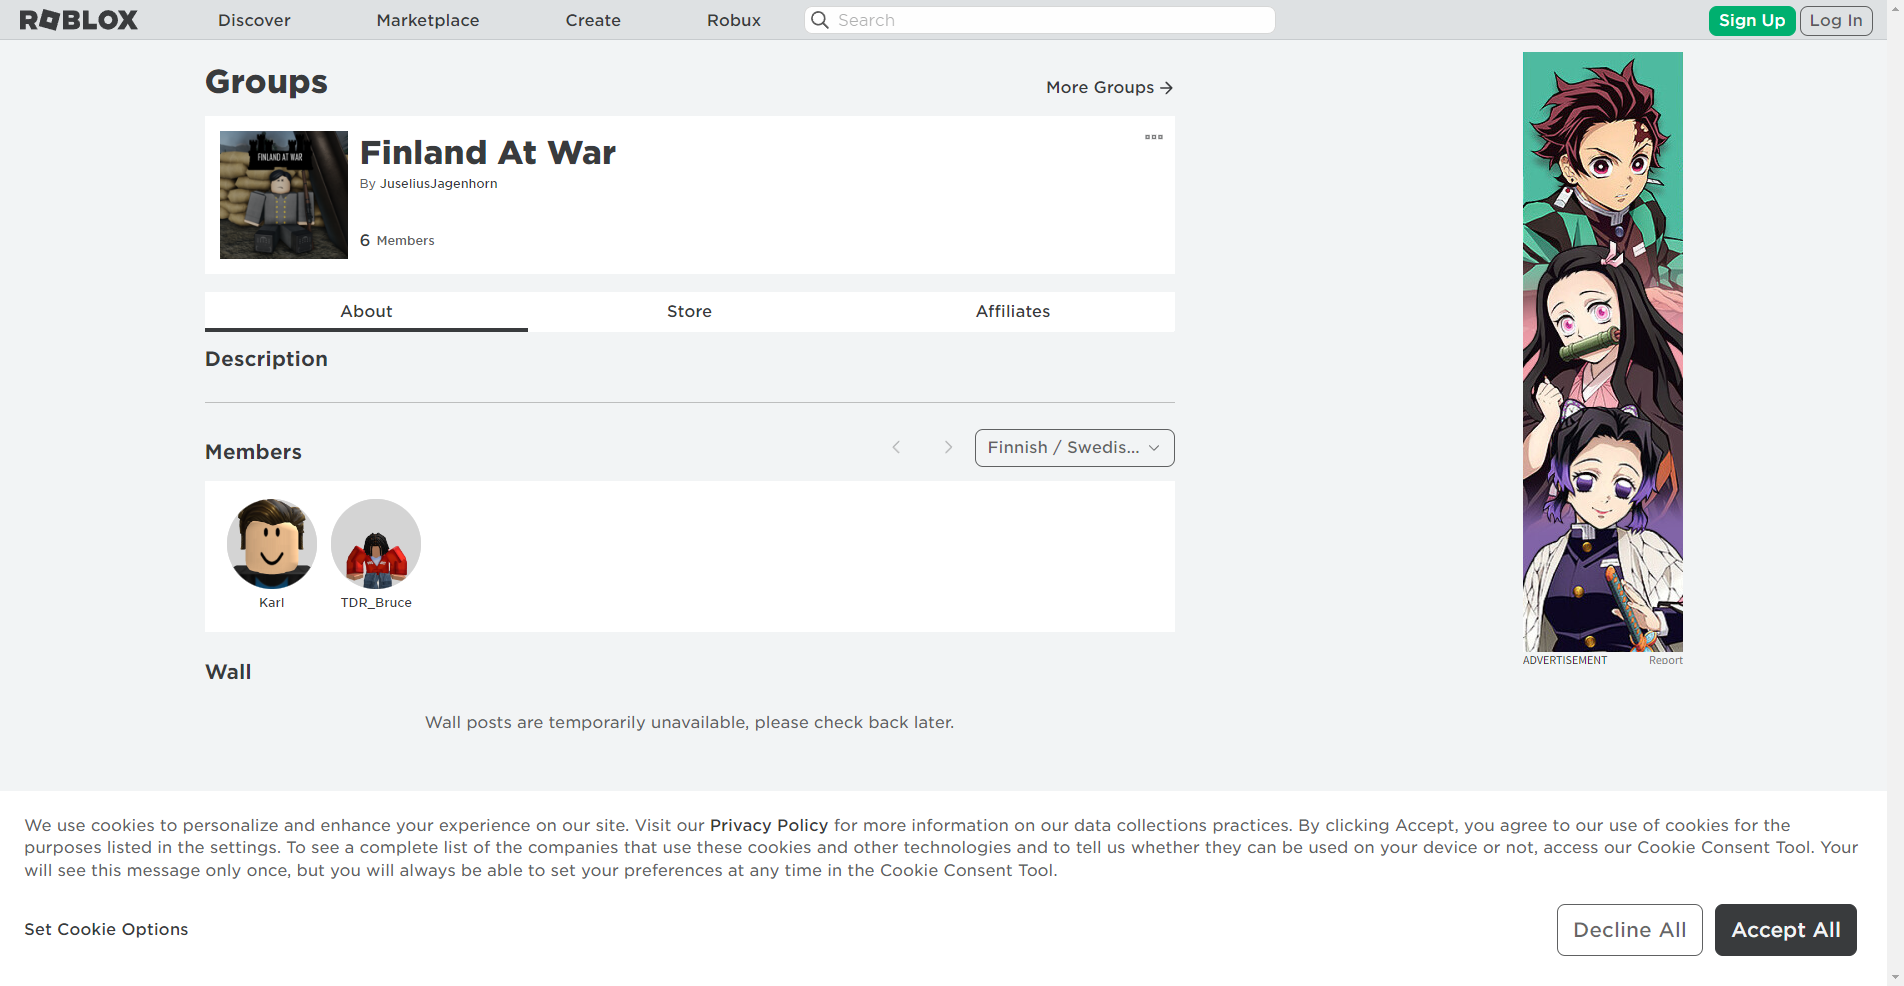 ROBLOX
Discover
Marketplace
Create
Robux
Search
Sign Up
Log In
Groups
More Groups
FINLAND AT WAR
Finland At War
By JuseliusJagenhorn
6 Members
About
Store
Affiliates
Description
Members
Finnish / Swedis...
Karl
TDR_Bruce
Wall
Wall posts are temporarily unavailable, please check back later.
ADVERTISEMENT
Report
We use cookies to personalize and enhance your experience on our site. Visit our Privacy Policy for more information on our data collections practices. By clicking Accept, you agree to our use of cookies for the
purposes listed in the settings. To see a complete list of the companies that use these cookies and other technologies and to tell us whether they can be used on your device or not, access our Cookie Consent Tool. Your
will see this message only once, but you will always be able to set your preferences at any time in the Cookie Consent Tool.
Set Cookie Options
Decline All
Accept All